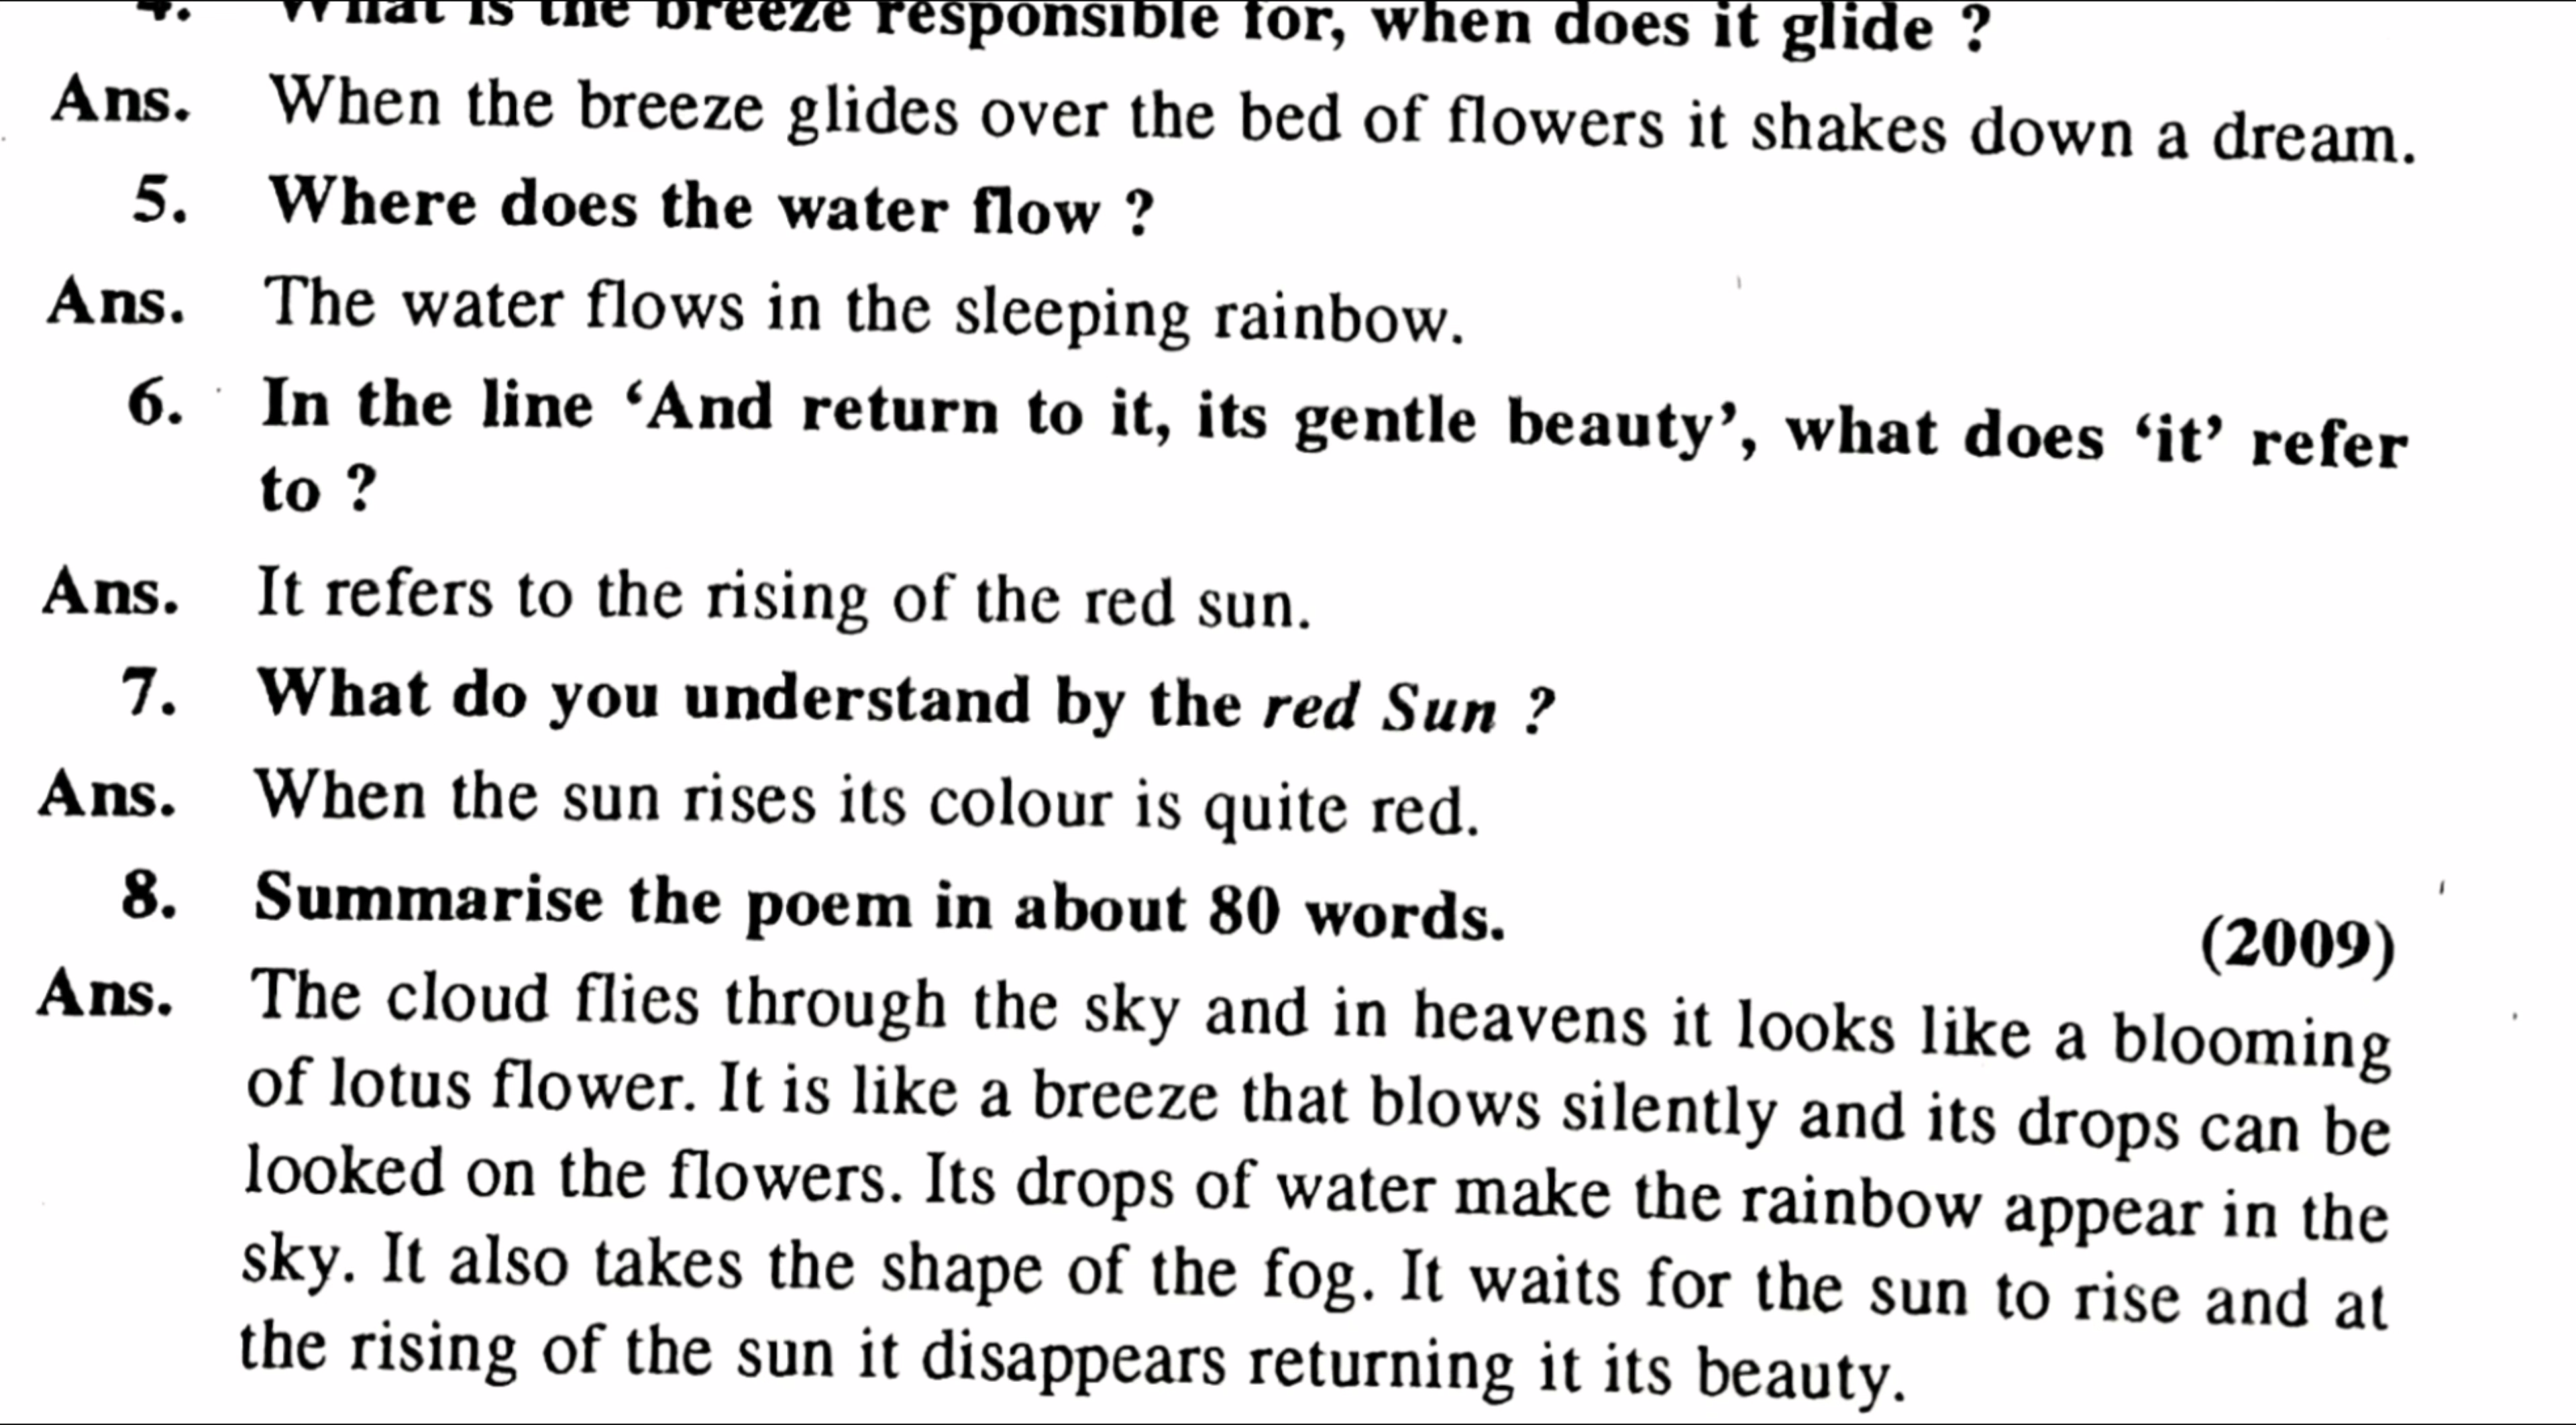 4. What is the breeze responsible for, when does it glide ?
Ans. When the breeze glides over the bed of flowers it shakes down a dream.
5. Where does the water flow ?
Ans. The water flows in the sleeping rainbow.
6. In the line ‘And return to it, its gentle beauty’, what does ‘it’ refer
to ?
Ans. It refers to the rising of the red sun.
7. What do you understand by the red Sun ?
Ans. When the sun rises its colour is quite red.
8. Summarise the poem in about 80 words.
(2009)
Ans. The cloud flies through the sky and in heavens it looks like a blooming
of lotus flower. It is like a breeze that blows silently and its drops can be
looked on the flowers. Its drops of water make the rainbow appear in the
sky. It also takes the shape of the fog. It waits for the sun to rise and at
the rising of the sun it disappears returning it its beauty.